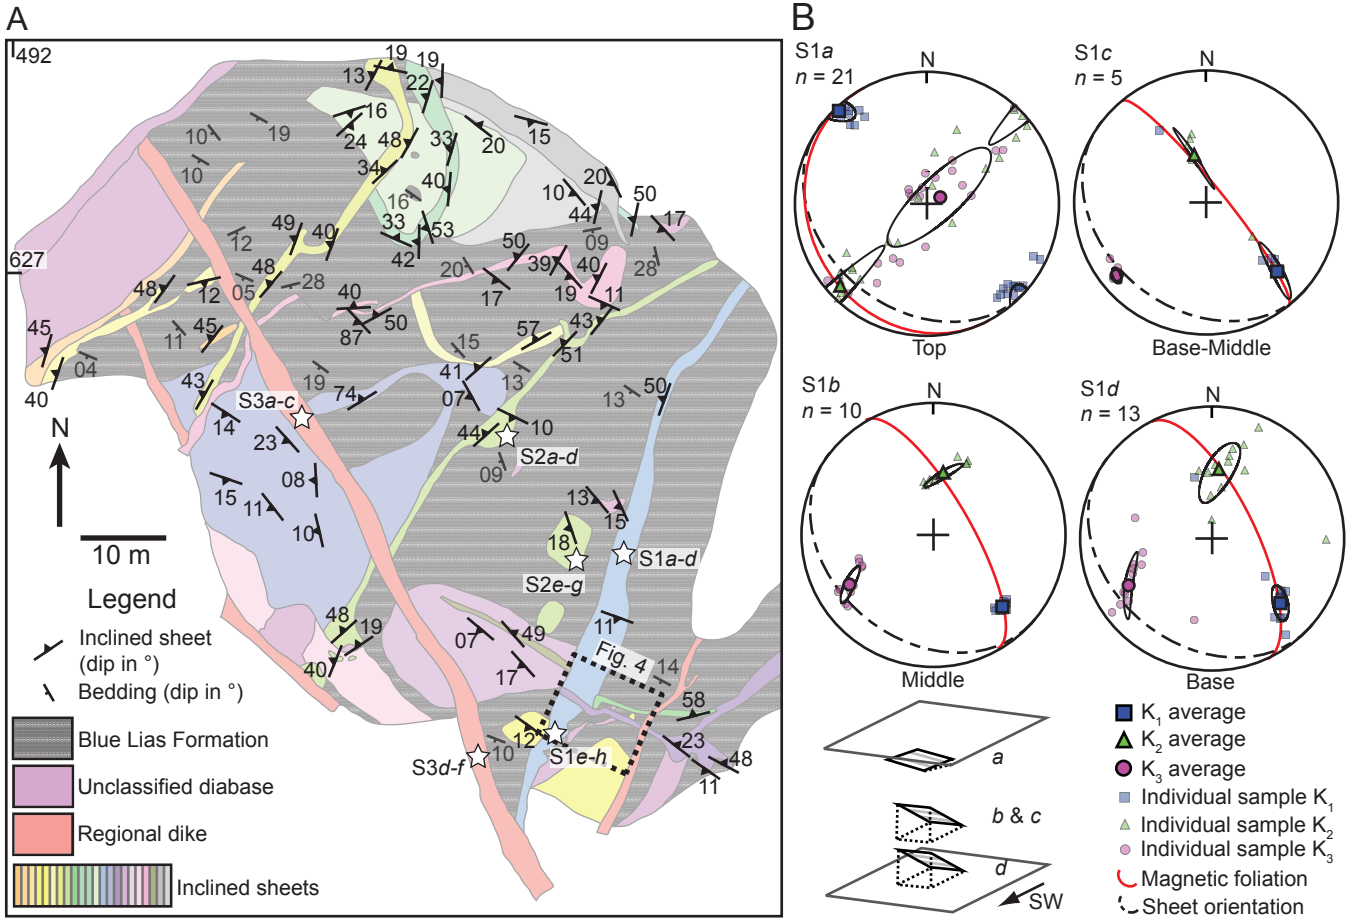 A
492
627
19
19
13
22
16
24
48
33
20
15
34
40
16
10
19
10
12
49
40
33
42
53
10
20
44
50
17
09
28
48
12
05
48
28
20
50
17
39
40
19
11
40
87
50
43
57
51
45
11
45
04
40
43
19
74
15
41
07
13
13
50
S3a-c
14
23
44
10
S2a-d
09
15
11
08
10
13
15
18
S2e-g
S1a-d
N
10 m
48
19
40
07
49
17
11
Fig. 4
14
58
12
10
S1e-h
S3d-f
23
48
11
Legend
Inclined sheet
(dip in °)
Bedding (dip in °)
Blue Lias Formation
Unclassified diabase
Regional dike
Inclined sheets
B
S1a
n = 21
N
Top
S1c
n = 5
N
Base-Middle
S1b
n = 10
N
Middle
S1d
n = 13
N
Base
a
b & c
d
SW
K1 average
K2 average
K3 average
Individual sample K1
Individual sample K2
Individual sample K3
Magnetic foliation
Sheet orientation